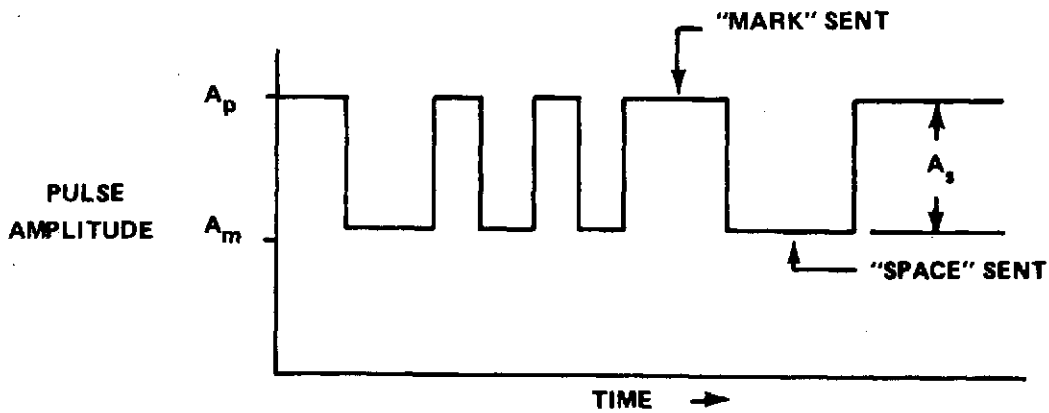 "MARK" SENT
Ap
As
PULSE
AMPLITUDE
Am
"SPACE" SENT
TIME